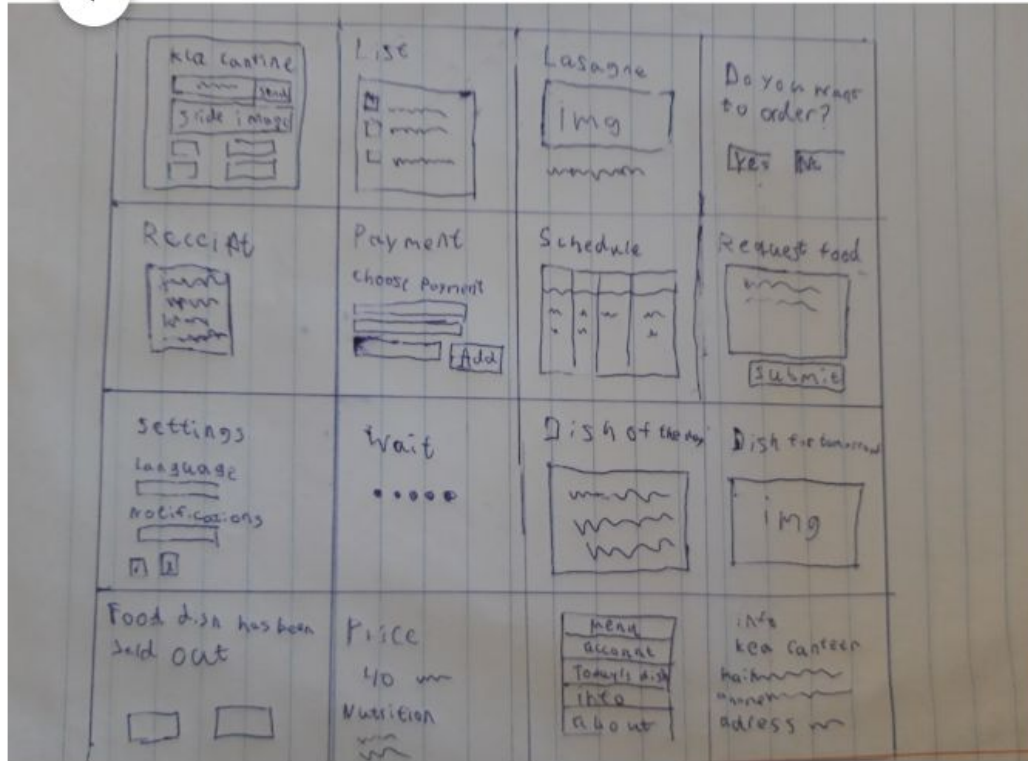 kea cantine
send
slide image
List
Lasagne
img
Do you want
to order?
Yes No
Receipt
Payment
choose Payment
Add
Schedule
Request food
submit
Settings
Language
Notifications
Wait
Dish of the day
Dish for tomorrow
img
Food dish has been
sold out
Price
40
Nutrition
menu
account
Today's dish
info
about
info
kea canteen
adress